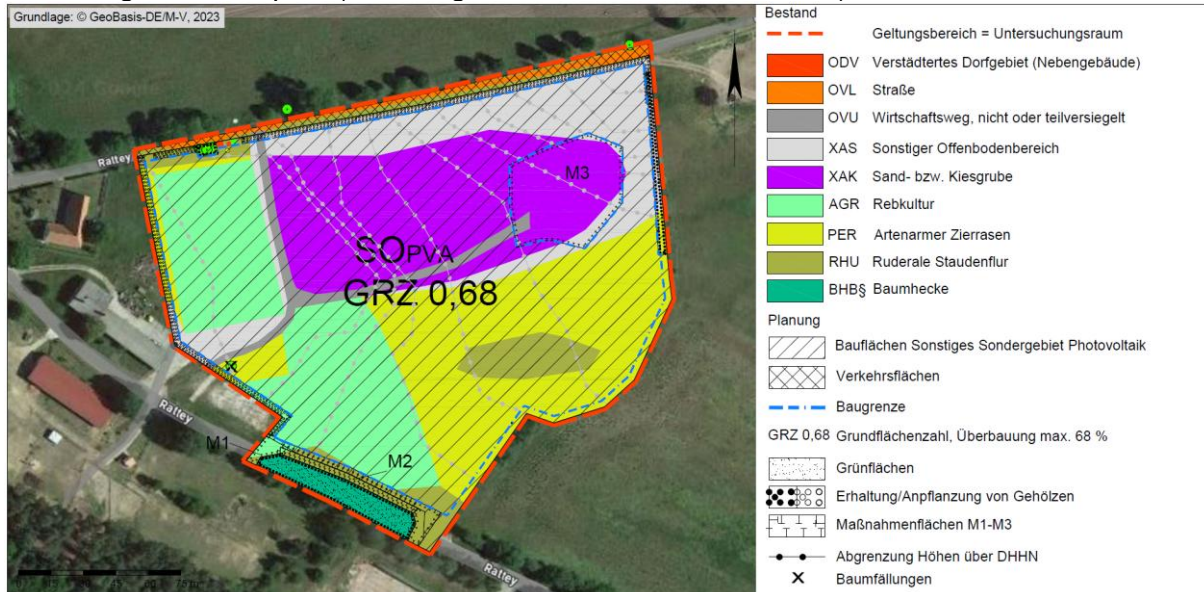 Grundlage: © GeoBasis-DE/M-V, 2023
Rattey
M3
SOPVA
GRZ 0,68
M1
M2
Rattey
Rattey
Bestand
Geltungsbereich = Untersuchungsraum
ODV Verstädtertes Dorfgebiet (Nebengebäude)
OVL Straße
OVU Wirtschaftsweg, nicht oder teilversiegelt
XAS Sonstiger Offenbodenbereich
XAK Sand- bzw. Kiesgrube
AGR Rebkultur
PER Artenarmer Zierrasen
RHU Ruderale Staudenflur
BHB§ Baumhecke
Planung
Bauflächen Sonstiges Sondergebiet Photovoltaik
Verkehrsflächen
Baugrenze
GRZ 0,68 Grundflächenzahl, Überbauung max. 68 %
Grünflächen
Erhaltung/Anpflanzung von Gehölzen
Maßnahmenflächen M1-M3
Abgrenzung Höhen über DHHN
Baumfällungen